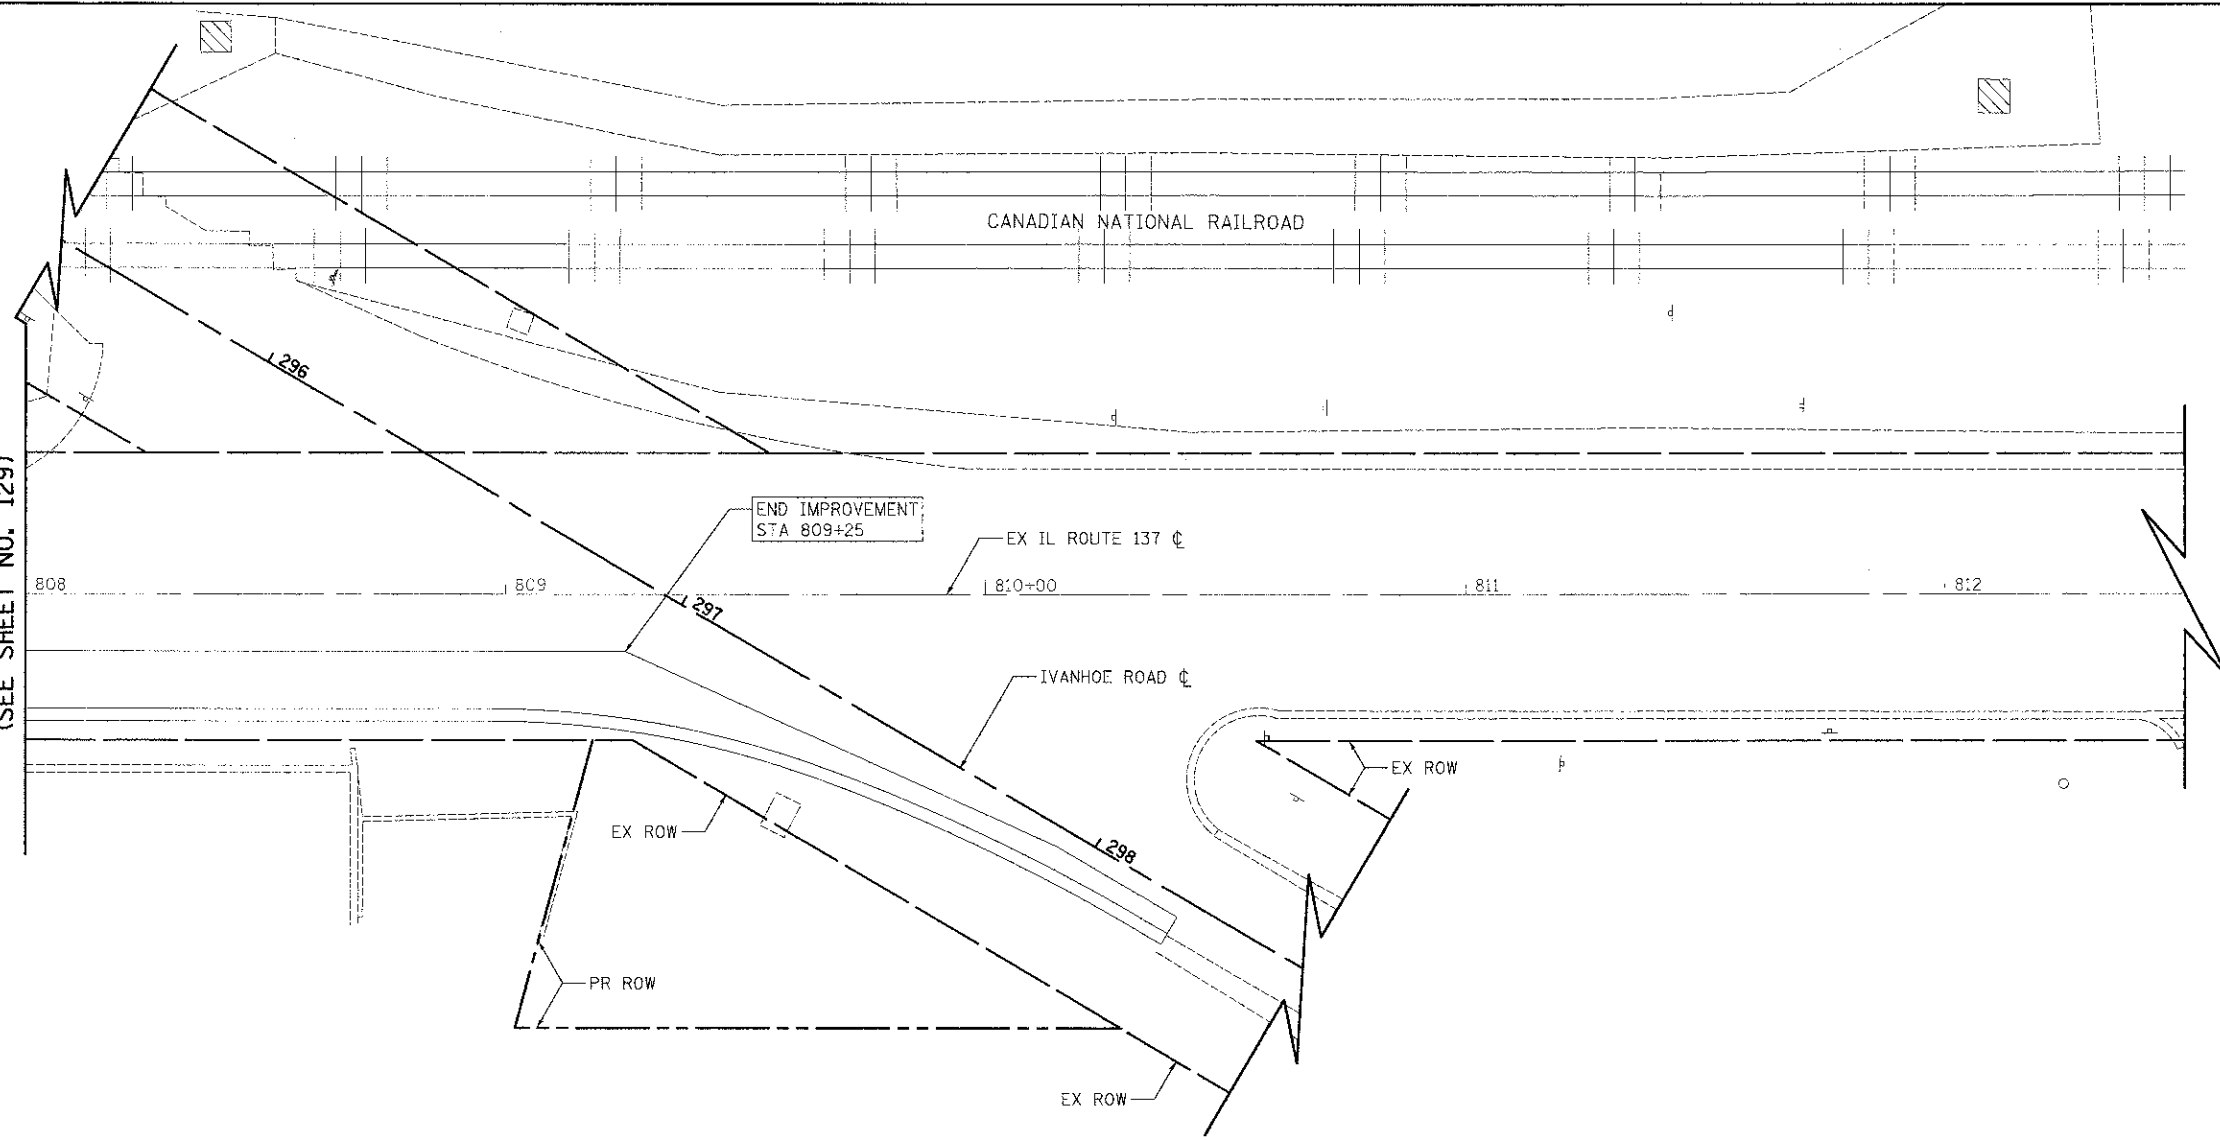 CANADIAN NATIONAL RAILROAD
296
(SEE SHEET NO. 129)
END IMPROVEMENT
STA 809+25
EX IL ROUTE 137 ℄
808
809
810+00
811
812
297
IVANHOE ROAD ℄
EX ROW
EX ROW
298
PR ROW
EX ROW